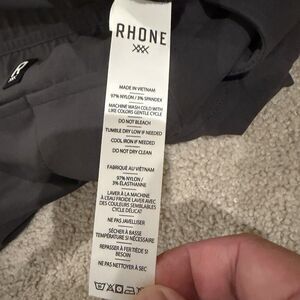 RHONE
MADE IN VIETNAM
97% NYLON / 3% SPANDEX
MACHINE WASH COLD WITH
LIKE COLORS GENTLE CYCLE
DO NOT BLEACH
TUMBLE DRY LOW IF NEEDED
COOL IRON IF NEEDED
DO NOT DRY CLEAN
FABRIQUÉ AU VIÊTNAM
97% NYLON /
3% ÉLASTHANNE
LAVER À LA MACHINE
À L'EAU FROIDE LAVER AVEC
DES COULEURS SEMBLABLES
CYCLE DÉLICAT
NE PAS JAVELLISER
SÉCHER À BASSE
TEMPÉRATURE SI NÉCESSAIRE
REPASSER À FER TIÈDE SI
BESOIN
NE PAS NETTOYER À SEC